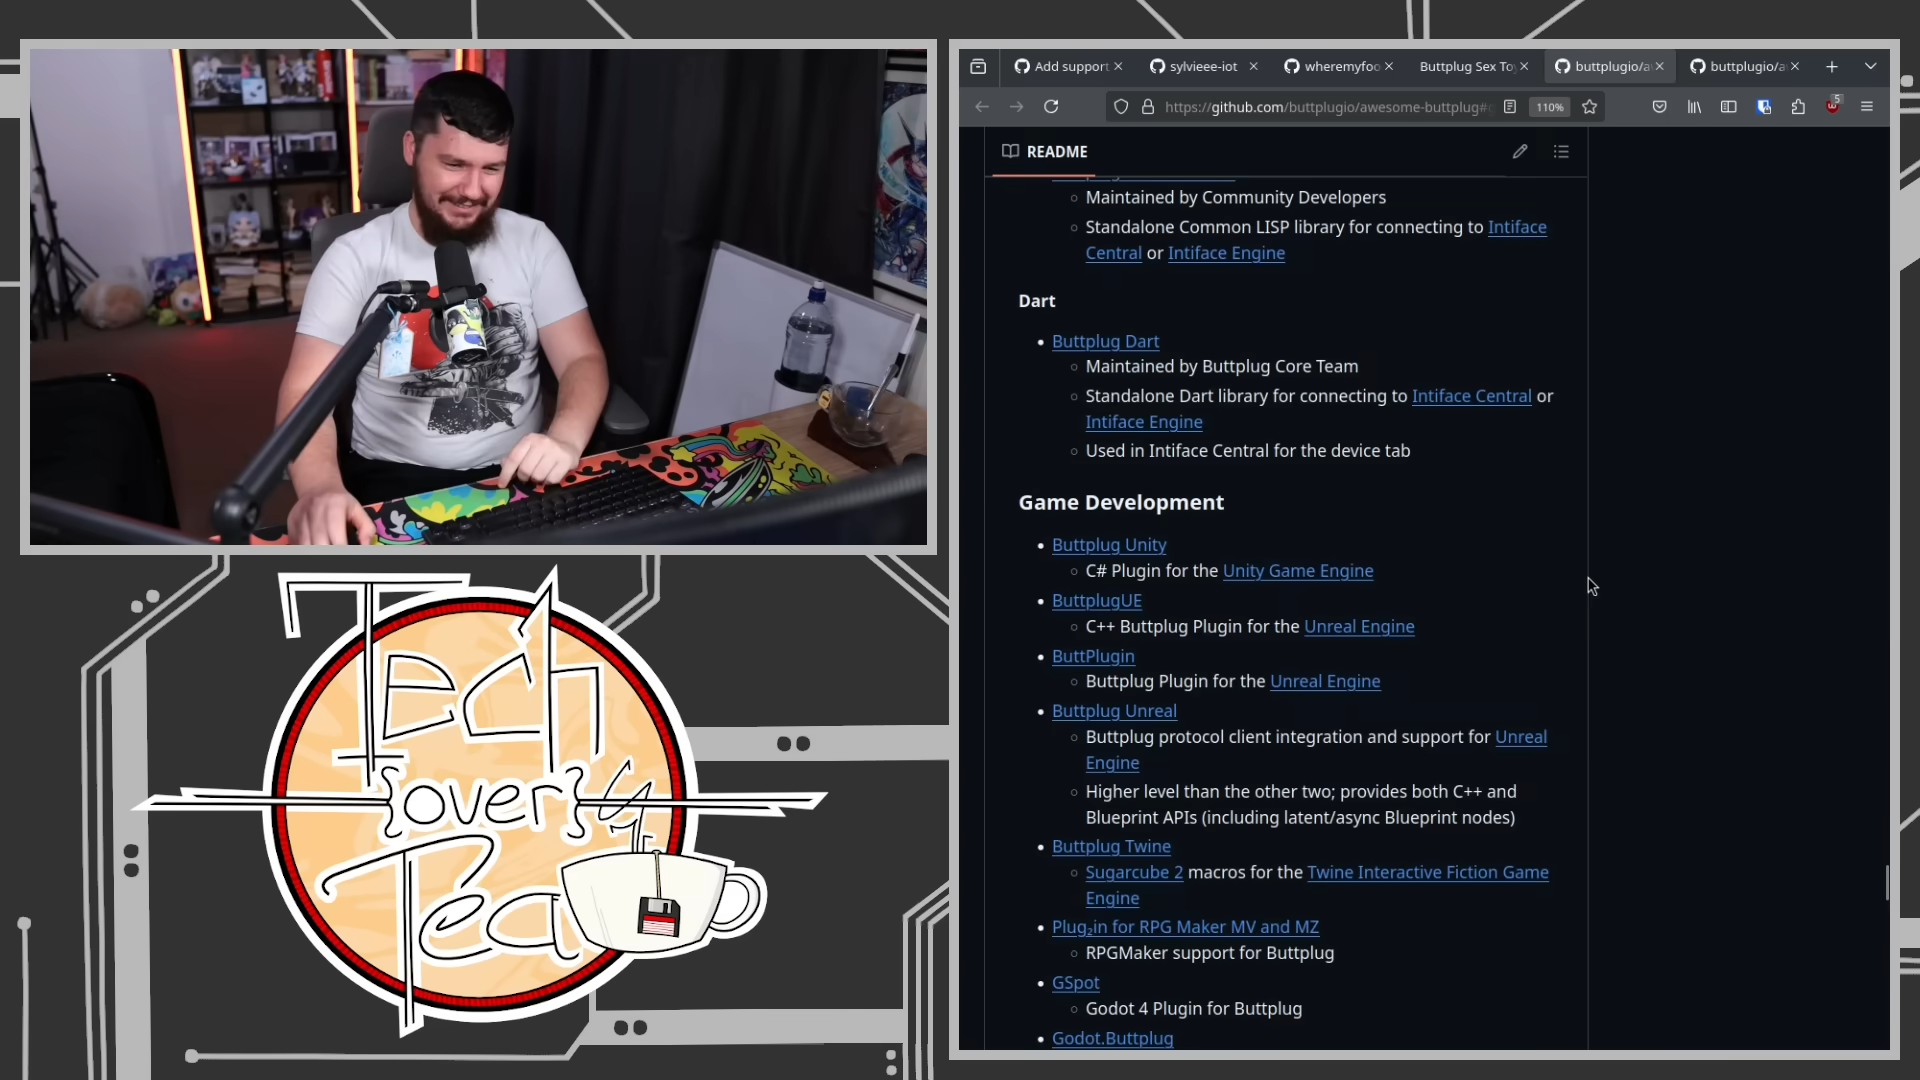 Tech
{over}
Tea
Add support
sylvieee-iot
wheremyfoo
Buttplug Sex To
buttplugio/a
buttplugio/a
https://github.com/buttplugio/awesome-buttplug#
110%
5
README
Maintained by Community Developers
Standalone Common LISP library for connecting to Intiface
Central or Intiface Engine
Dart
Buttplug Dart
Maintained by Buttplug Core Team
Standalone Dart library for connecting to Intiface Central or
Intiface Engine
Used in Intiface Central for the device tab
Game Development
Buttplug Unity
C# Plugin for the Unity Game Engine
ButtplugUE
C++ Buttplug Plugin for the Unreal Engine
ButtPlugin
Buttplug Plugin for the Unreal Engine
Buttplug Unreal
Buttplug protocol client integration and support for Unreal
Engine
Higher level than the other two; provides both C++ and
Blueprint APIs (including latent/async Blueprint nodes)
Buttplug Twine
Sugarcube 2 macros for the Twine Interactive Fiction Game
Engine
Plug₂in for RPG Maker MV and MZ
RPGMaker support for Buttplug
GSpot
Godot 4 Plugin for Buttplug
Godot.Buttplug